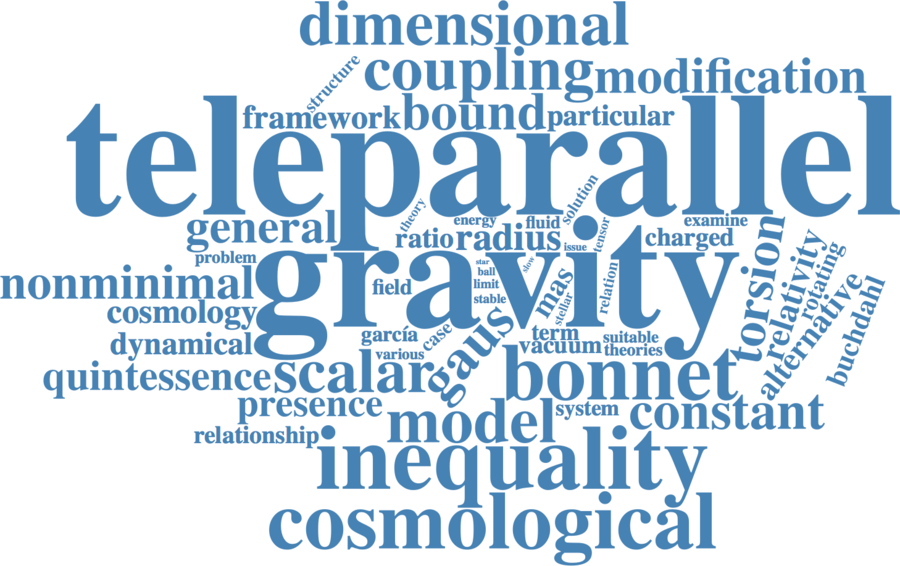 dimensional
structure
coupling
modification
framework
bound
particular
teleparallel
solution
theory
energy
fluid
examine
general
ratio
radius
issue
tensor
charged
problem
gravity
star
slow
ball
limit
stable
field
mas
stellar
relation
torsion
relativity
rotating
alternative
buchdahl
nonminimal
cosmology
garcía
case
term
suitable
dynamical
various
gaus
vacuum
theories
quintessence
scalar
bonnet
presence
model
system
constant
relationship
inequality
cosmological